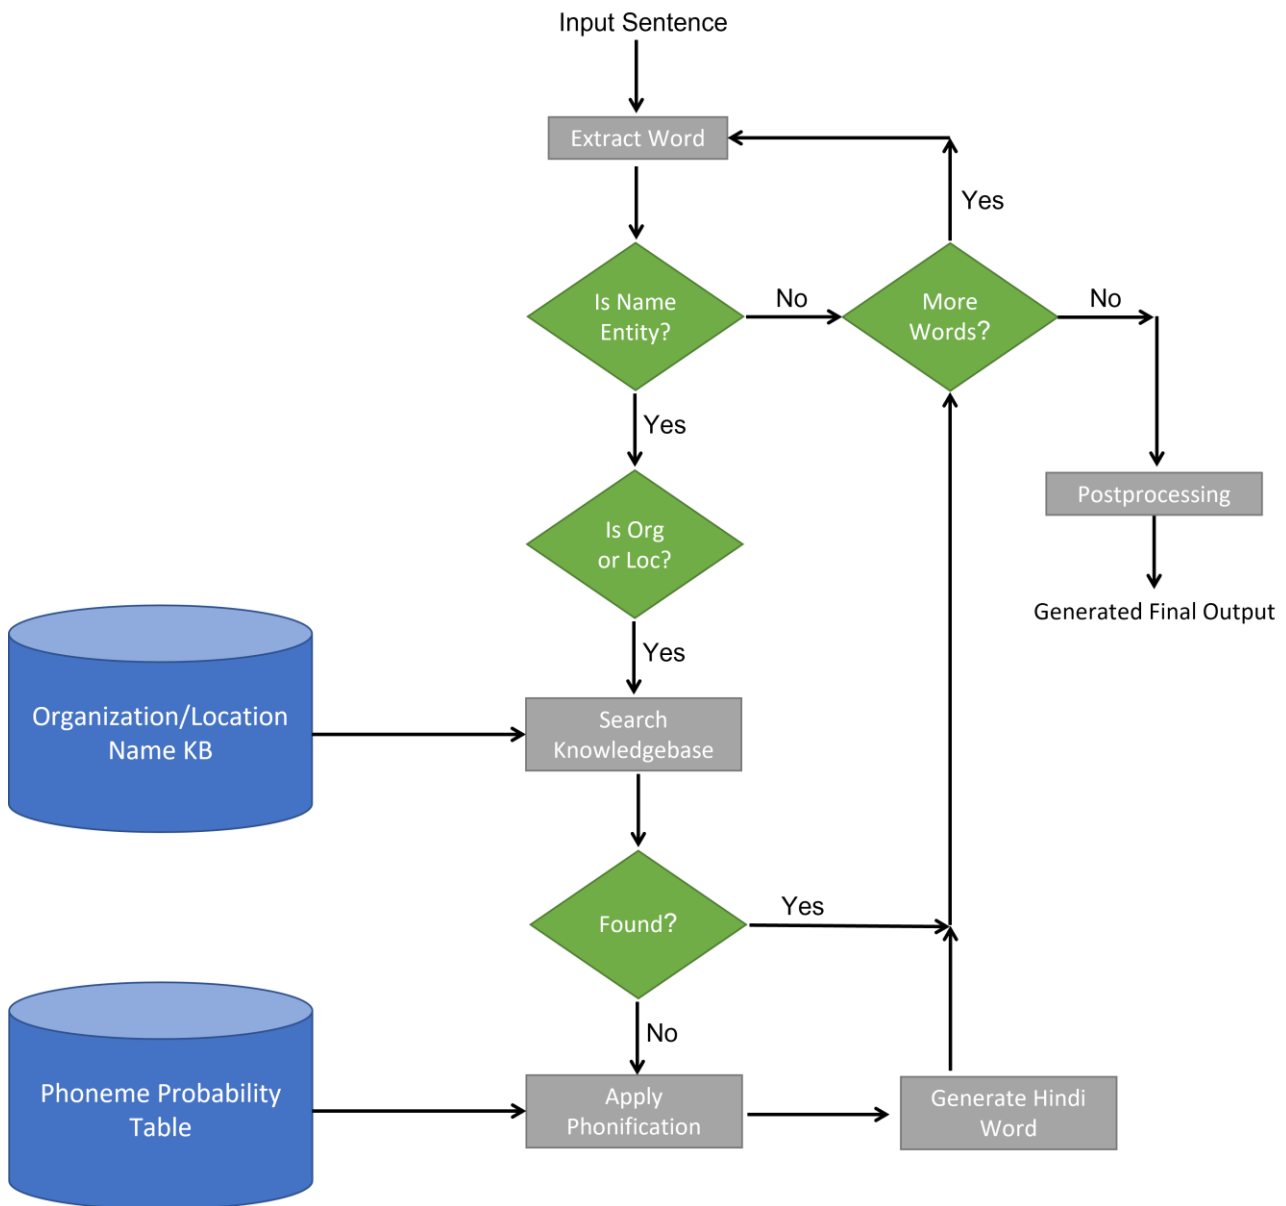 Input Sentence
Extract Word
Yes
Is Name
Entity?
No
More
Words?
No
Yes
Is Org
or Loc?
Postprocessing
Generated Final Output
Yes
Organization/Location
Name KB
Search
Knowledgebase
Found?
Yes
No
Phoneme Probability
Table
Apply
Phonification
Generate Hindi
Word